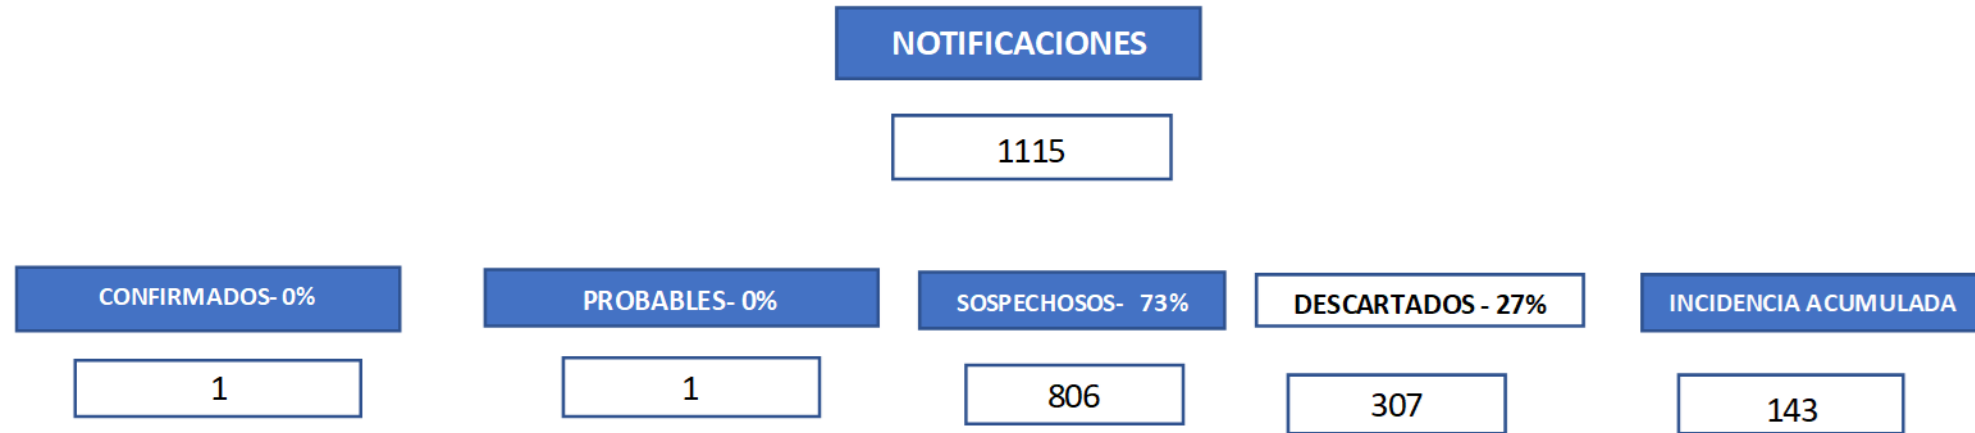 NOTIFICACIONES
1115
CONFIRMADOS- 0%
PROBABLES- 0%
SOSPECHOSOS- 73%
DESCARTADOS - 27%
INCIDENCIA ACUMULADA
1
1
806
307
143